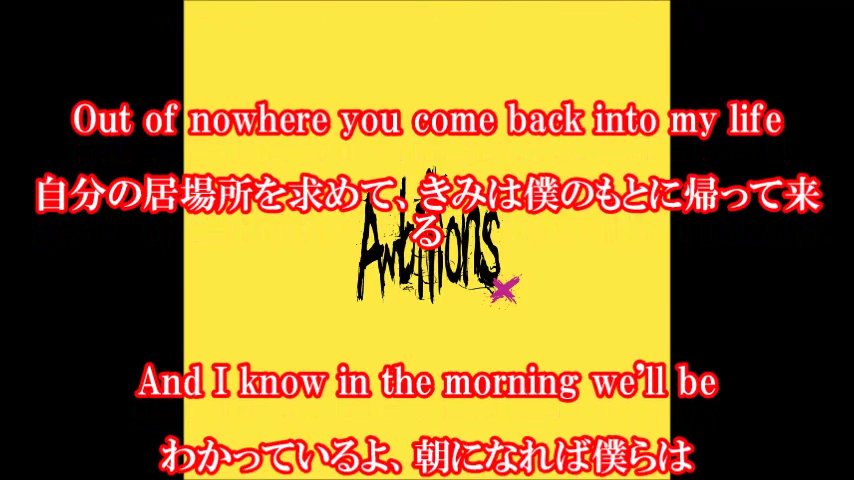 Out of nowhere you come back into my life
自分の居場所を求めて、きみは僕のもとに帰って来
る
Ambitions
And I know in the morning we'll be
わかっているよ、朝になれば僕らは